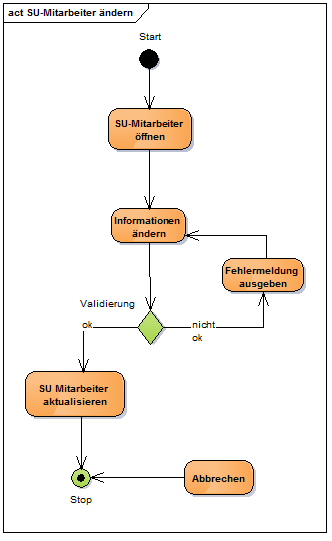 act SU-Mitarbeiter ändern
Start
SU-Mitarbeiter
öffnen
Informationen
ändern
Fehlermeldung
ausgeben
Validierung
ok
nicht
ok
SU Mitarbeiter
aktualisieren
Abbrechen
Stop